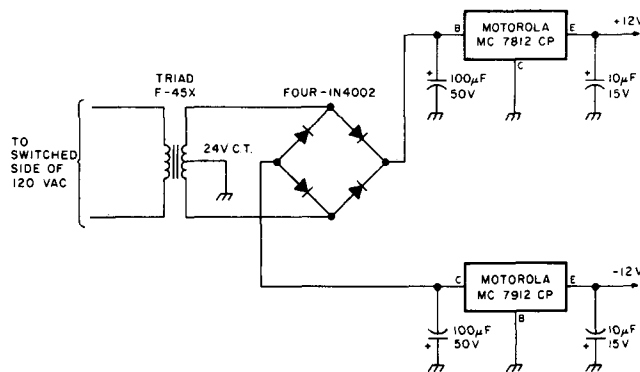 MOTOROLA
MC 7812 CP
B
E
C
+12V
+
100µF
50V
+
10µF
15V
TRIAD
F-45X
FOUR-1N4002
TO
SWITCHED
SIDE OF
120 VAC
24V C.T.
MOTOROLA
MC 7912 CP
C
E
B
-12V
100µF
50V
+
10µF
15V
+